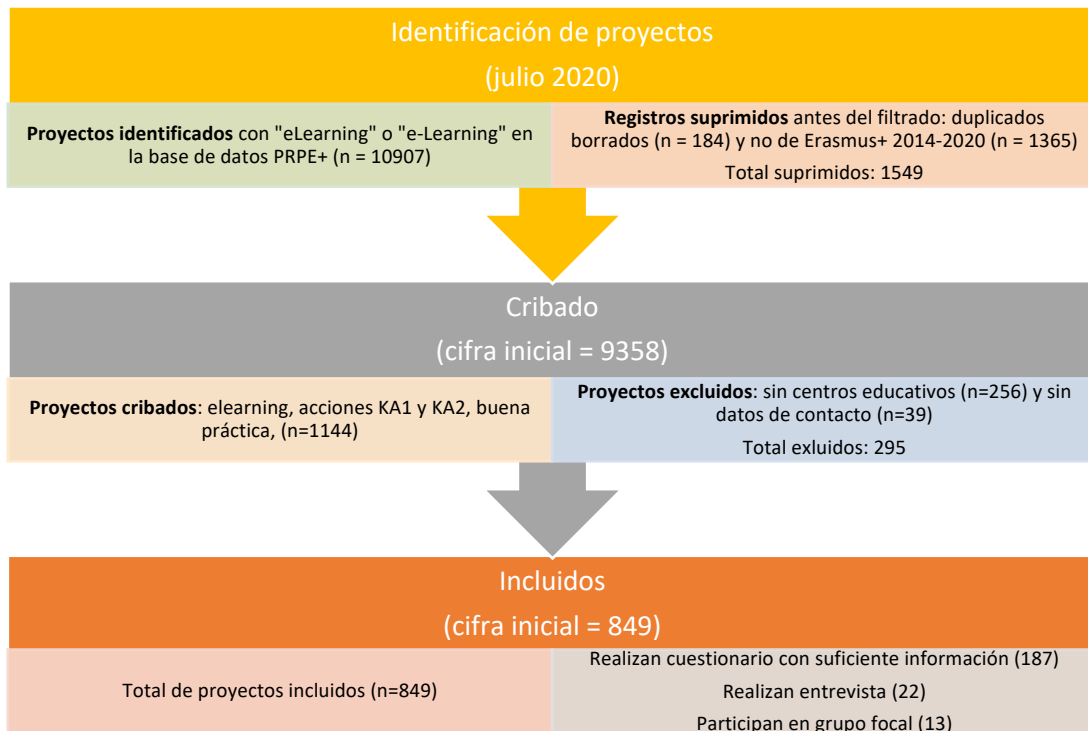 Identificación de proyectos
(julio 2020)
Proyectos identificados con "eLearning" o "e-Learning" en
la base de datos PRPE+ (n = 10907)
Registros suprimidos antes del filtrado: duplicados
borrados (n = 184) y no de Erasmus+ 2014-2020 (n = 1365)
Total suprimidos: 1549
Cribado
(cifra inicial = 9358)
Proyectos cribados: elearning, acciones KA1 y KA2, buena
práctica, (n=1144)
Proyectos excluidos: sin centros educativos (n=256) y sin
datos de contacto (n=39)
Total exluidos: 295
Incluidos
(cifra inicial = 849)
Total de proyectos incluidos (n=849)
Realizan cuestionario con suficiente información (187)
Realizan entrevista (22)
Participan en grupo focal (13)